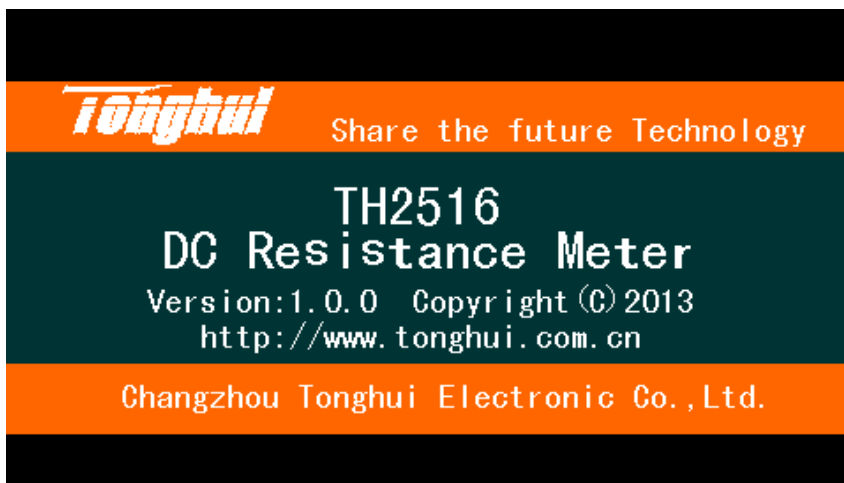 Tonghui
Share the future Technology
TH2516
DC Resistance Meter
Version:1.0.0 Copyright(C)2013
http://www.tonghui.com.cn
Changzhou Tonghui Electronic Co.,Ltd.